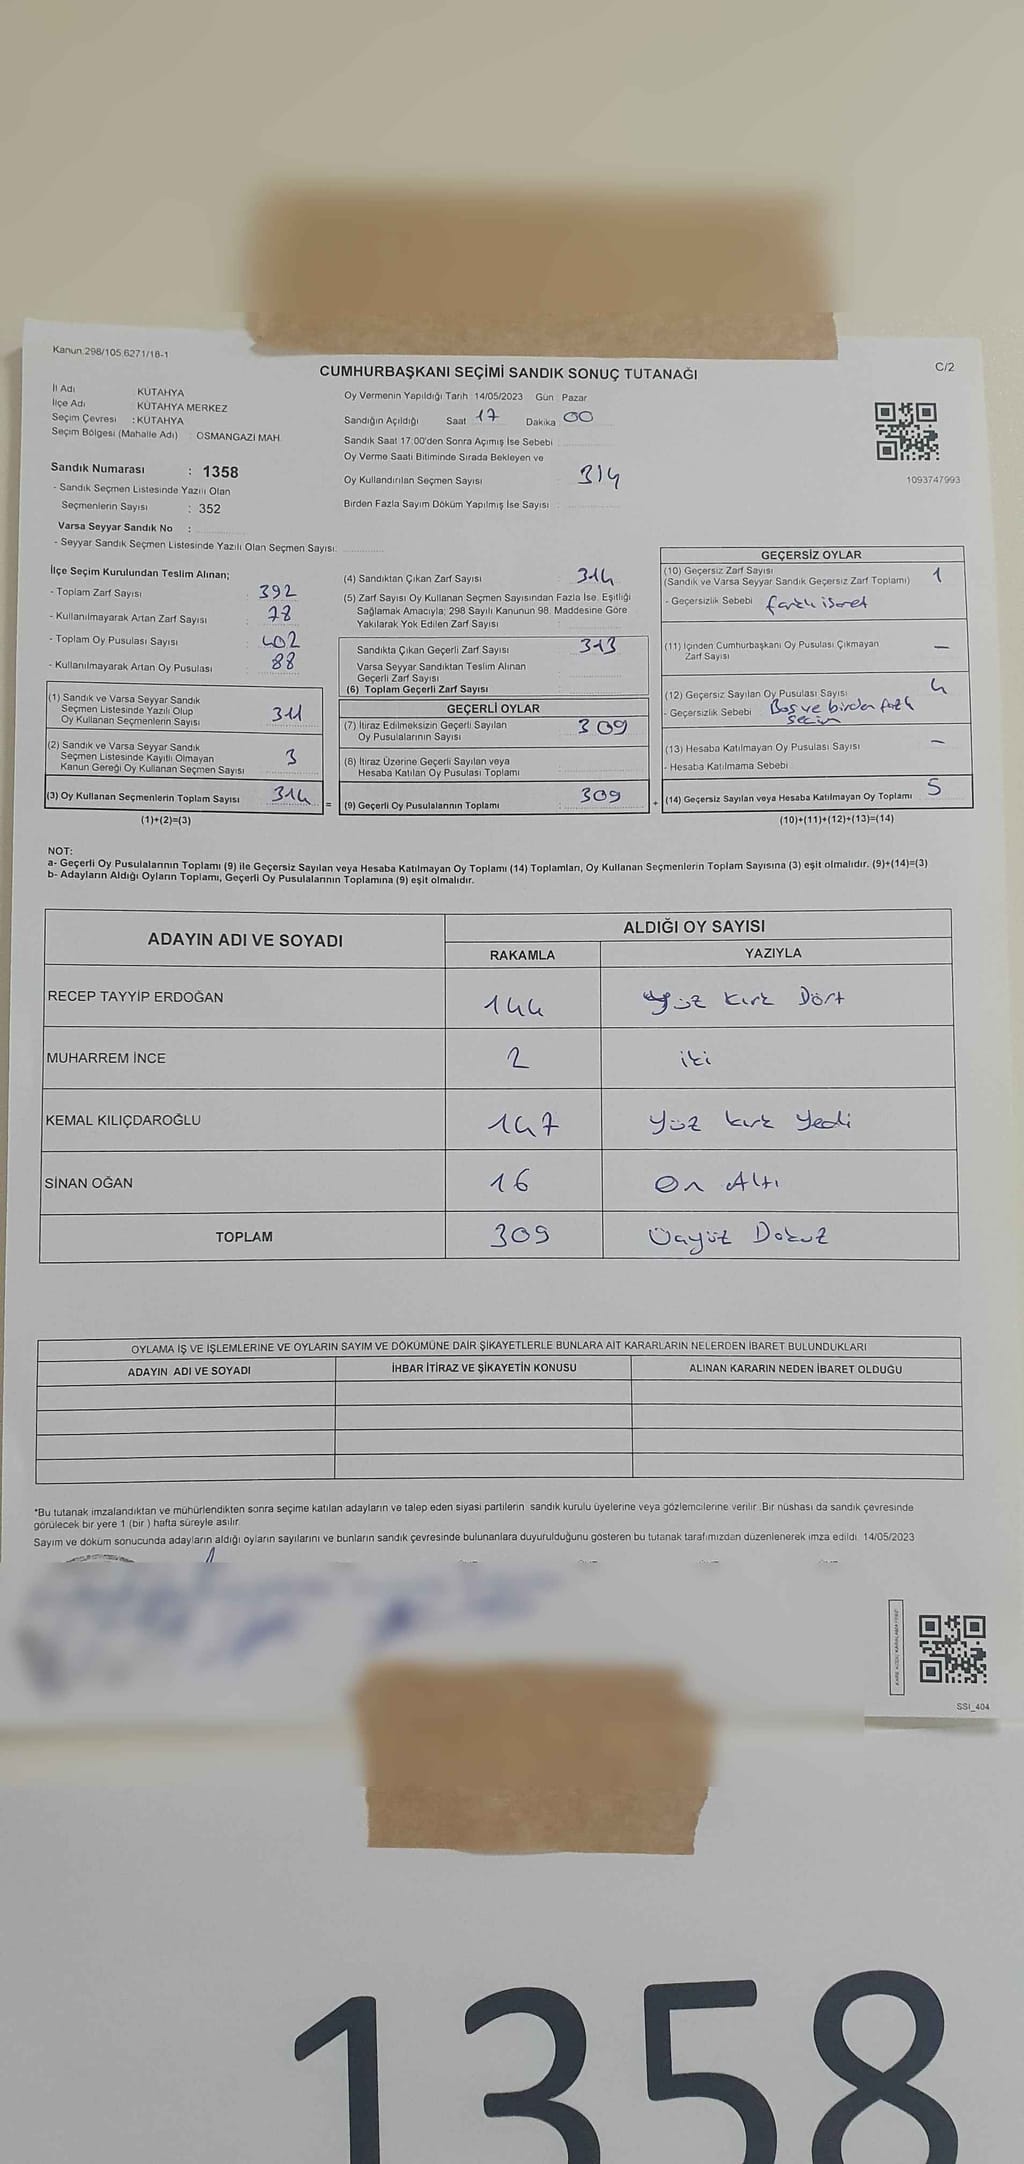 Kanun.298/105.6271/18-1
C/2
CUMHURBAŞKANI SEÇİMİ SANDIK SONUÇ TUTANAĞI
İl Adı KÜTAHYA
İlçe Adı : KÜTAHYA MERKEZ
Seçim Çevresi : KÜTAHYA
Seçim Bölgesi (Mahalle Adı) : OSMANGAZİ MAH.
Sandık Numarası : 1358
- Sandık Seçmen Listesinde Yazılı Olan
Seçmenlerin Sayısı : 352
Varsa Seyyar Sandık No :
- Seyyar Sandık Seçmen Listesinde Yazılı Olan Seçmen Sayısı:
Oy Vermenin Yapıldığı Tarih 14/05/2023 Gün : Pazar
Sandığın Açıldığı Saat 17 Dakika 00
Sandık Saat 17.00'den Sonra Açımış İse Sebebi :
Oy Verme Saati Bitiminde Sırada Bekleyen ve
Oy Kullandırılan Seçmen Sayısı : 314
Birden Fazla Sayım Döküm Yapılmış İse Sayısı :
1093747993
İlçe Seçim Kurulundan Teslim Alınan;
- Toplam Zarf Sayısı : 392
- Kullanılmayarak Artan Zarf Sayısı : 78
- Toplam Oy Pusulası Sayısı : 402
- Kullanılmayarak Artan Oy Pusulası : 88
(1) Sandık ve Varsa Seyyar Sandık
Seçmen Listesinde Yazılı Olup
Oy Kullanan Seçmenlerin Sayısı 311
(2) Sandık ve Varsa Seyyar Sandık
Seçmen Listesinde Kayıtlı Olmayan
Kanun Gereği Oy Kullanan Seçmen Sayısı 3
(3) Oy Kullanan Seçmenlerin Toplam Sayısı 314
=
(1)+(2)=(3)
(4) Sandıktan Çıkan Zarf Sayısı : 314
(5) Zarf Sayısı Oy Kullanan Seçmen Sayısından Fazla İse, Eşitliği
Sağlamak Amacıyla; 298 Sayılı Kanunun 98. Maddesine Göre
Yakılarak Yok Edilen Zarf Sayısı :
Sandıkta Çıkan Geçerli Zarf Sayısı : 313
Varsa Seyyar Sandıktan Teslim Alınan
Geçerli Zarf Sayısı :
(6) Toplam Geçerli Zarf Sayısı :
GEÇERLİ OYLAR
(7) İtiraz Edilmeksizin Geçerli Sayılan
Oy Pusulalarının Sayısı : 309
(8) İtiraz Üzerine Geçerli Sayılan veya
Hesaba Katılan Oy Pusulası Toplamı :
(9) Geçerli Oy Pusulalarının Toplamı : 309
+
GEÇERSİZ OYLAR
(10) Geçersiz Zarf Sayısı
(Sandık ve Varsa Seyyar Sandık Geçersiz Zarf Toplamı) 1
- Geçersizlik Sebebi farklı işaret
(11) İçinden Cumhurbaşkanı Oy Pusulası Çıkmayan
Zarf Sayısı —
(12) Geçersiz Sayılan Oy Pusulası Sayısı 4
- Geçersizlik Sebebi Boş ve birden fazla
seçim
(13) Hesaba Katılmayan Oy Pusulası Sayısı —
- Hesaba Katılmama Sebebi
(14) Geçersiz Sayılan veya Hesaba Katılmayan Oy Toplamı 5
(10)+(11)+(12)+(13)=(14)
NOT:
a- Geçerli Oy Pusulalarının Toplamı (9) ile Geçersiz Sayılan veya Hesaba Katılmayan Oy Toplamı (14) Toplamları, Oy Kullanan Seçmenlerin Toplam Sayısına (3) eşit olmalıdır. (9)+(14)=(3)
b- Adayların Aldığı Oyların Toplamı, Geçerli Oy Pusulalarının Toplamına (9) eşit olmalıdır.
ADAYIN ADI VE SOYADI
ALDIĞI OY SAYISI
RAKAMLA YAZIYLA
RECEP TAYYİP ERDOĞAN 144 Yüz Kırk Dört
MUHARREM İNCE 2 iki
KEMAL KILIÇDAROĞLU 147 Yüz kırk Yedi
SİNAN OĞAN 16 On Altı
TOPLAM 309 Üçyüz Dokuz
OYLAMA İŞ VE İŞLEMLERİNE VE OYLARIN SAYIM VE DÖKÜMÜNE DAİR ŞİKAYETLERLE BUNLARA AİT KARARLARIN NELERDEN İBARET BULUNDUKLARI
ADAYIN ADI VE SOYADI İHBAR İTİRAZ VE ŞİKAYETİN KONUSU ALINAN KARARIN NEDEN İBARET OLDUĞU
*Bu tutanak imzalandıktan ve mühürlendikten sonra seçime katılan adayların ve talep eden siyasi partilerin sandık kurulu üyelerine veya gözlemcilerine verilir. Bir nüshası da sandık çevresinde
görülecek bir yere 1 (bir ) hafta süreyle asılır.
Sayım ve döküm sonucunda adayların aldığı oyların sayılarını ve bunların sandık çevresinde bulunanlara duyurulduğunu gösteren bu tutanak tarafımızdan düzenlenerek imza edildi. 14/05/2023
SSI_404
1358